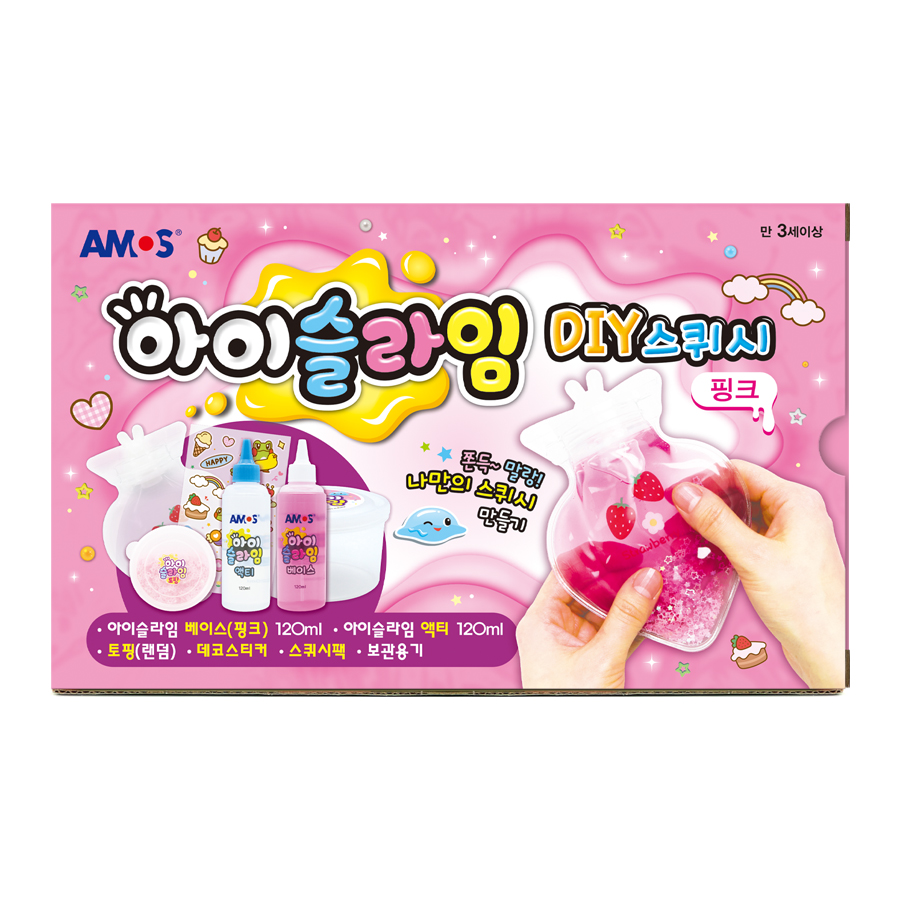 AMOS®
만 3세이상
아이슬라임 DIY스퀴시
핑크
쫀득~ 말랑!
나만의 스퀴시
만들기
HAPPY
AMOS
아이
슬라임
액티
120ml
AMOS
아이
슬라임
베이스
120ml
아이
슬라임
토핑
• 아이슬라임 베이스(핑크) 120ml • 아이슬라임 액티 120ml
• 토핑(랜덤) • 데코스티커 • 스퀴시팩 • 보관용기